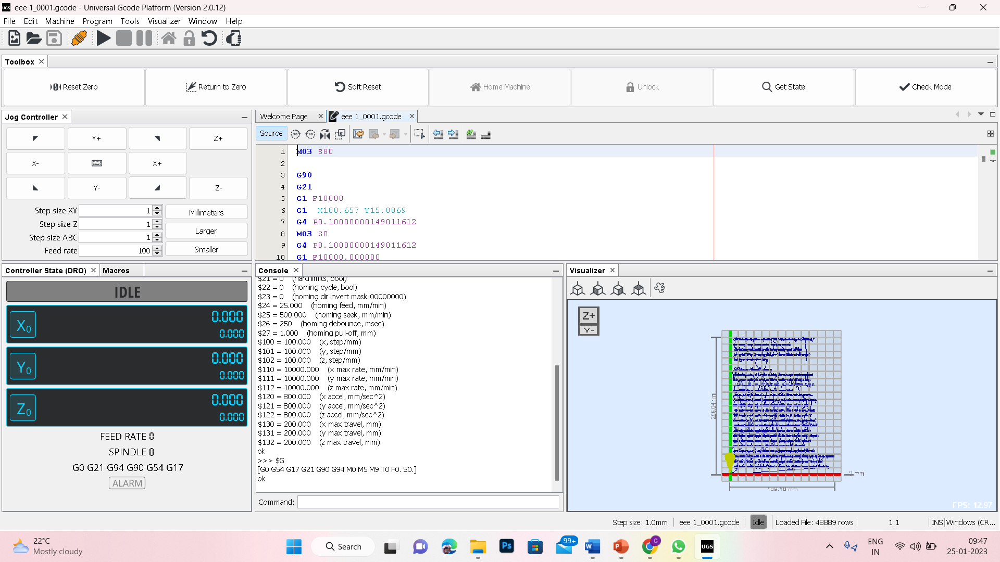 UGS eee 1_0001.gcode - Universal Gcode Platform (Version 2.0.12)
File Edit Machine Program Tools Visualizer Window Help
Toolbox
Reset Zero Return to Zero Soft Reset Home Machine Unlock Get State Check Mode
Jog Controller
Y+ Z+
X- X+
Y- Z-
Step size XY 1 Millimeters
Step size Z 1
Larger
Step size ABC 1
Feed rate 100 Smaller
Welcome Page eee 1_0001.gcode
Source
1 M03 S80
2
3 G90
4 G21
5 G1 F10000
6 G1 X180.657 Y15.8869
7 G4 P0.10000000149011612
8 M03 S0
9 G4 P0.10000000149011612
10 G1 F10000.000000
Controller State (DRO) Macros
IDLE
X0 0.000
0.000
Y0 0.000
0.000
Z0 0.000
0.000
FEED RATE 0
SPINDLE 0
G0 G21 G94 G90 G54 G17
ALARM
Console
$21 = 0 (hard limits, bool)
$22 = 0 (homing cycle, bool)
$23 = 0 (homing dir invert mask:00000000)
$24 = 25.000 (homing feed, mm/min)
$25 = 500.000 (homing seek, mm/min)
$26 = 250 (homing debounce, msec)
$27 = 1.000 (homing pull-off, mm)
$100 = 100.000 (x, step/mm)
$101 = 100.000 (y, step/mm)
$102 = 100.000 (z, step/mm)
$110 = 10000.000 (x max rate, mm/min)
$111 = 10000.000 (y max rate, mm/min)
$112 = 10000.000 (z max rate, mm/min)
$120 = 800.000 (x accel, mm/sec^2)
$121 = 800.000 (y accel, mm/sec^2)
$122 = 800.000 (z accel, mm/sec^2)
$130 = 200.000 (x max travel, mm)
$131 = 200.000 (y max travel, mm)
$132 = 200.000 (z max travel, mm)
ok
>>> $G
[G0 G54 G17 G21 G90 G94 M0 M5 M9 T0 F0. S0.]
ok
Command:
Visualizer
Z+
Y-
FPS: 12.97
Step size: 1.0mm eee 1_0001.gcode Idle Loaded File: 48889 rows 1:1 INS Windows (CR...
22°C
Mostly cloudy
Search
Ps
99+
W
P
C
UGS
ENG
IN
09:47
25-01-2023